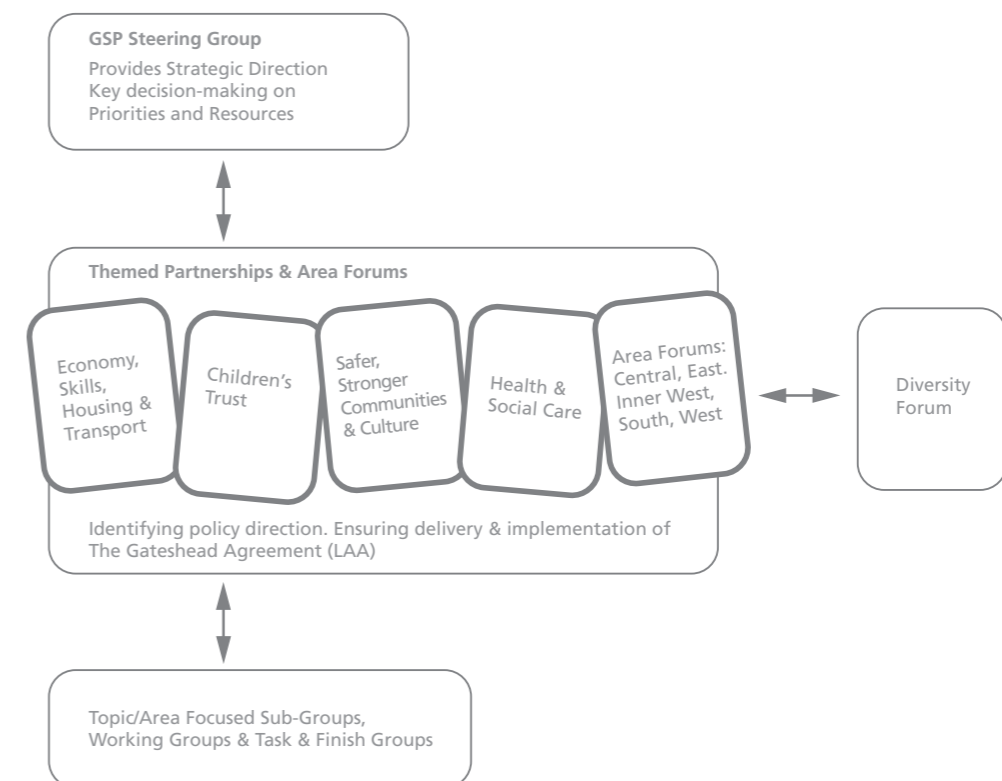 GSP Steering Group
Provides Strategic Direction
Key decision-making on
Priorities and Resources
Themed Partnerships & Area Forums
Economy,
Skills,
Housing &
Transport
Children's
Trust
Safer,
Stronger
Communities
& Culture
Health &
Social Care
Area Forums:
Central, East.
Inner West,
South, West
Diversity
Forum
Identifying policy direction. Ensuring delivery & implementation of
The Gateshead Agreement (LAA)
Topic/Area Focused Sub-Groups,
Working Groups & Task & Finish Groups